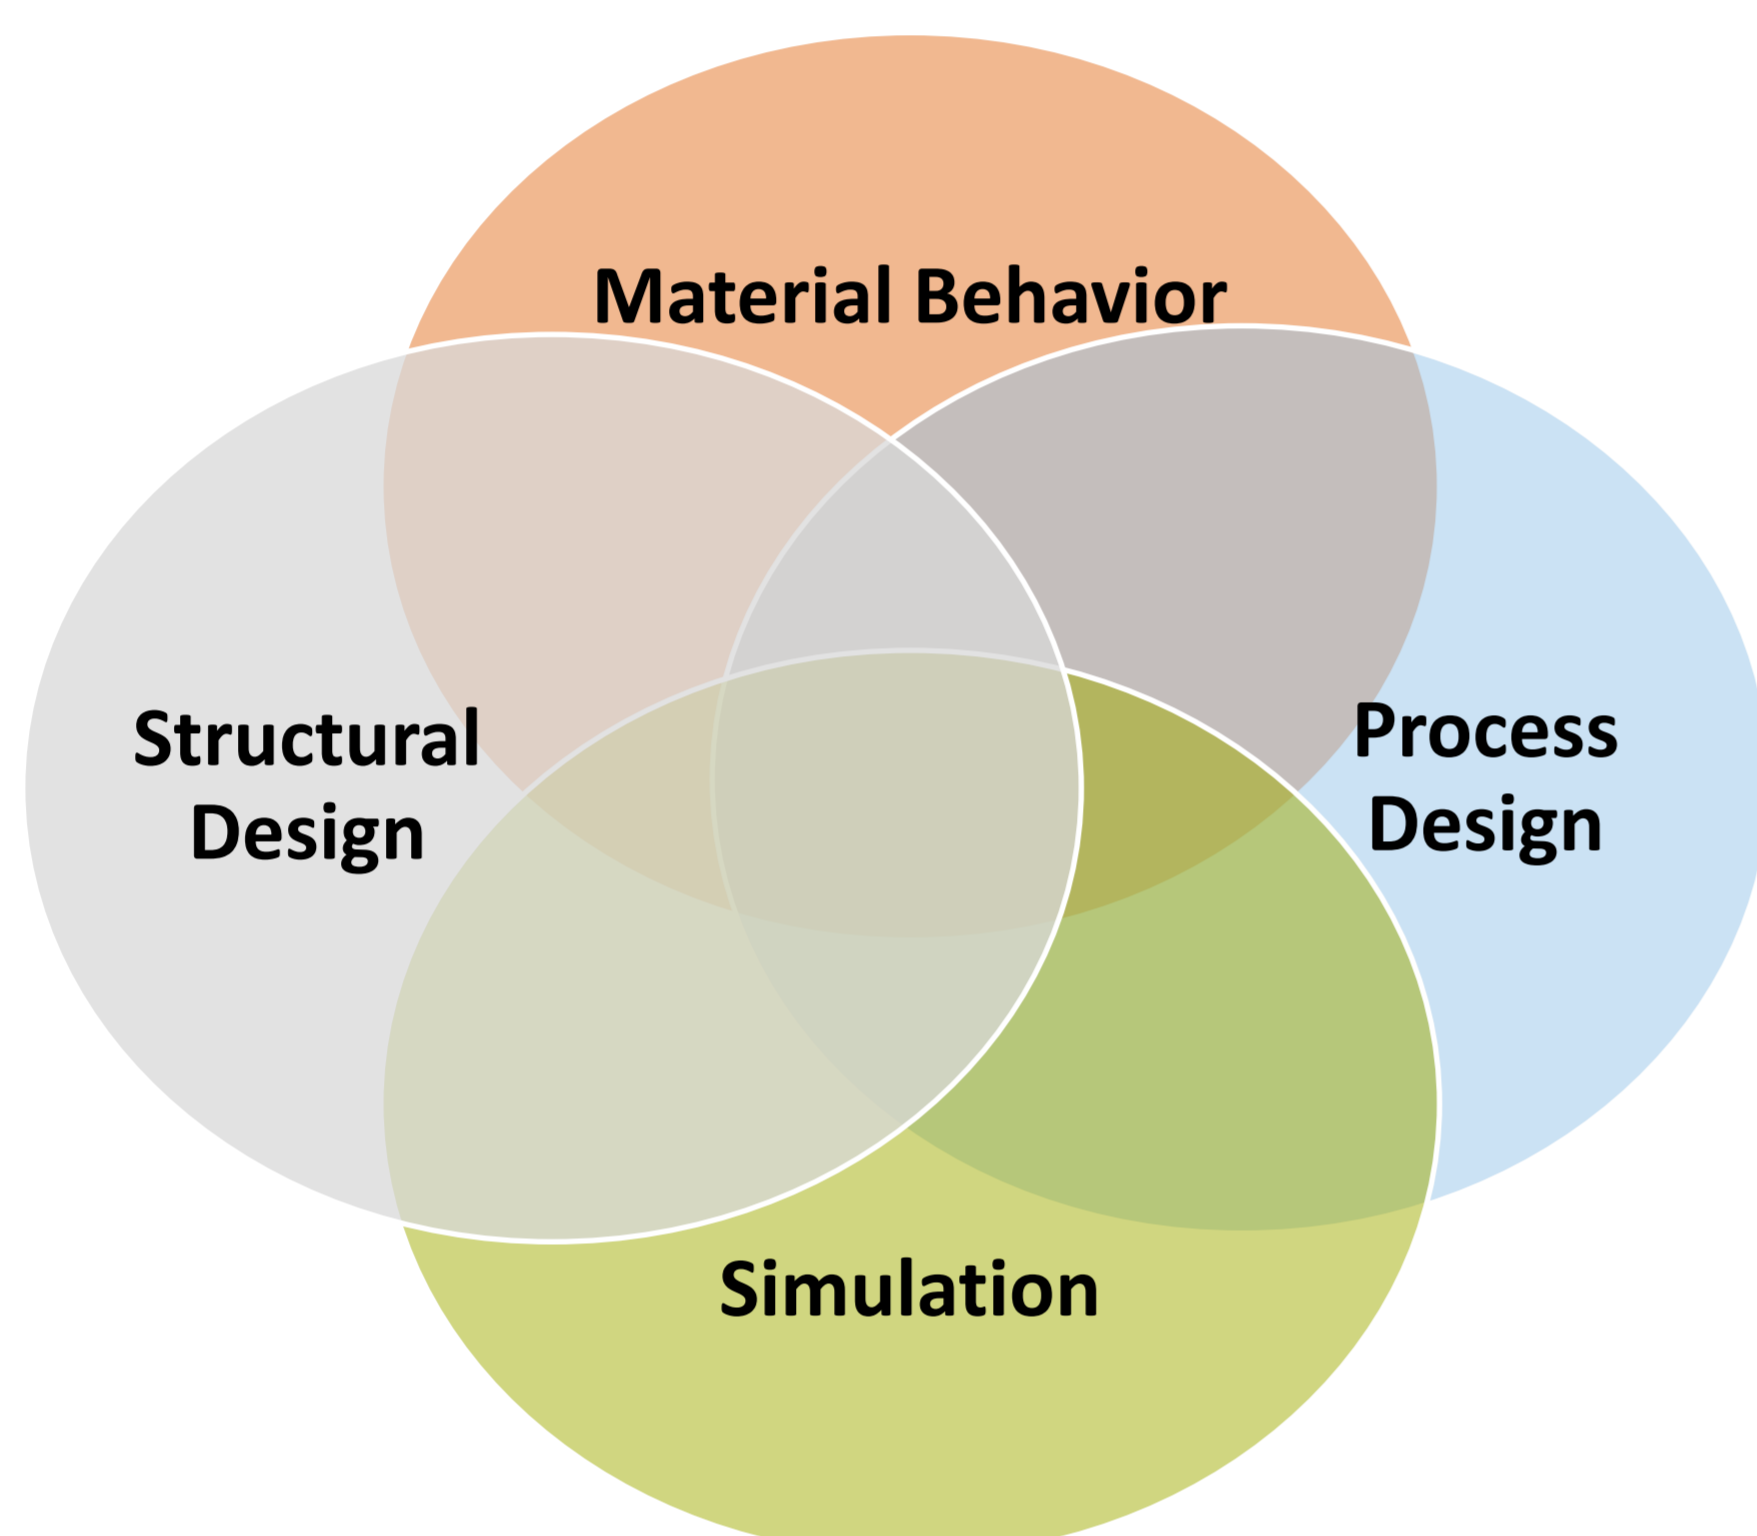 Material Behavior
Structural
Design
Process
Design
Simulation